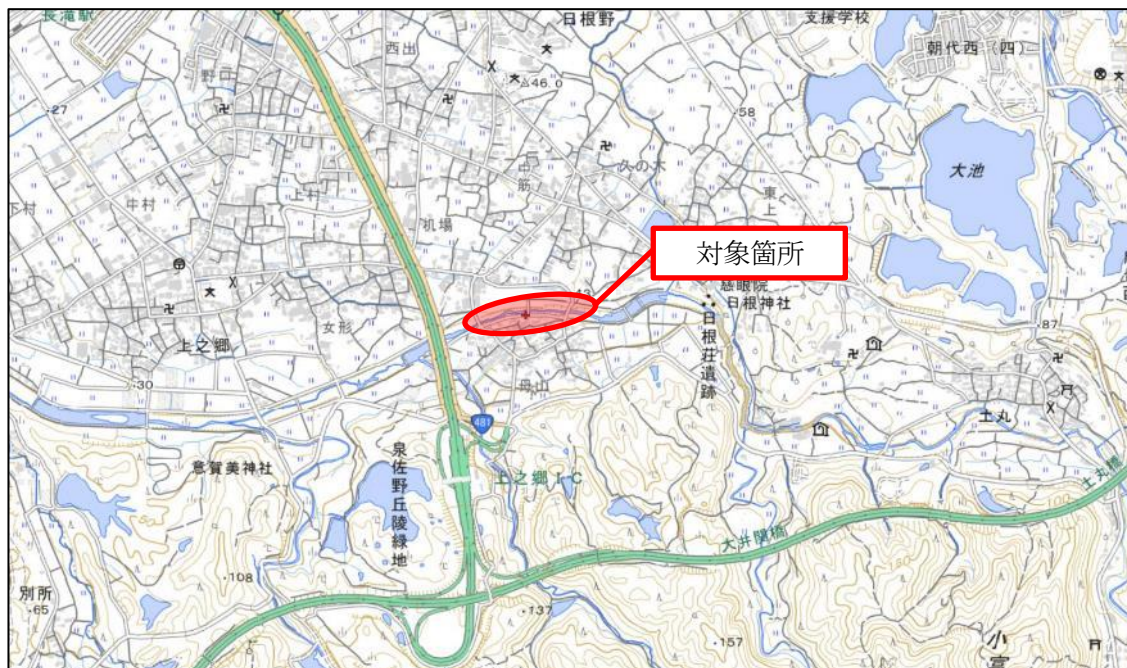 長滝駅
日根野
支援学校
西出
朝代西(四)
野口
46.0
27
58
中筋
久の木
大池
下村
中村
上村
東上
机場
対象箇所
慈眼院
日根神社
43
女形
87
上之郷
日根荘遺跡
30
母山
土丸
481
意賀美神社
泉佐野丘陵緑地
上之郷IC
土丸橋
大井関橋
108
別所
65
137
157
小富